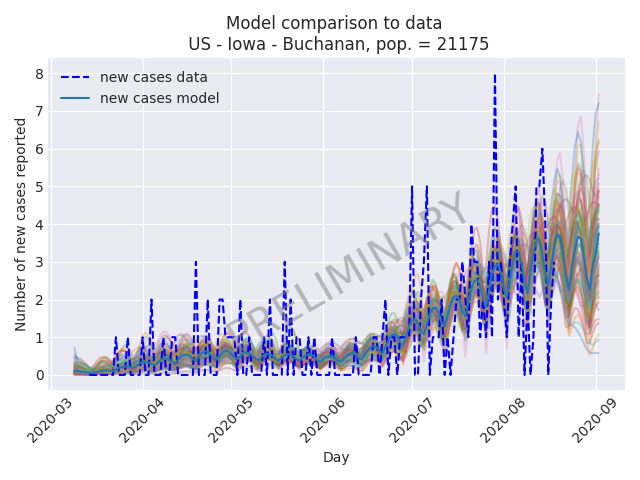 Model comparison to data
US - Iowa - Buchanan, pop. = 21175
new cases data
new cases model
Number of new cases reported
8
7
6
5
4
3
2
1
0
PRELIMINARY
2020-03
2020-04
2020-05
2020-06
2020-07
2020-08
2020-09
Day